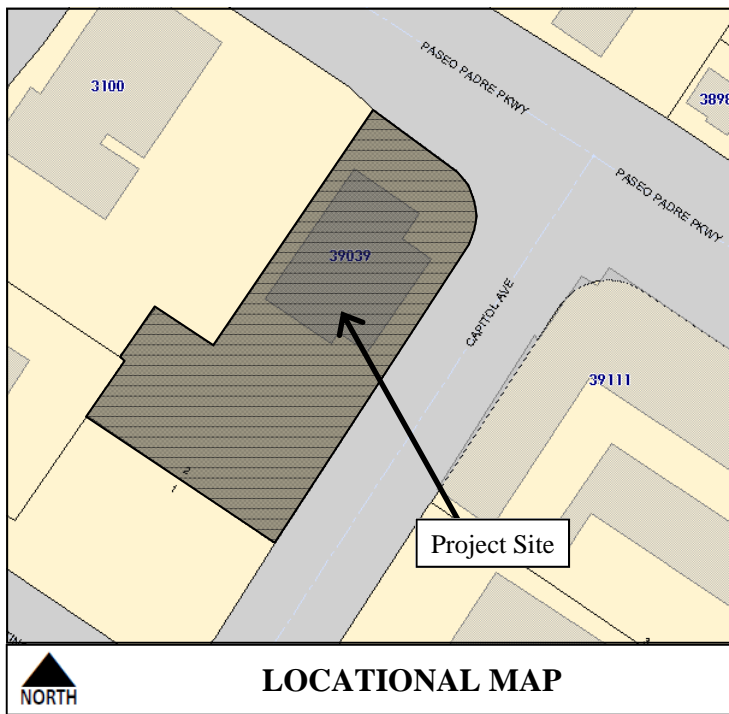 PASEO PADRE PKWY
3100
3898
PASEO PADRE PKWY
39039
CAPITOL AVE
39111
2
1
Project Site
NORTH
LOCATIONAL MAP